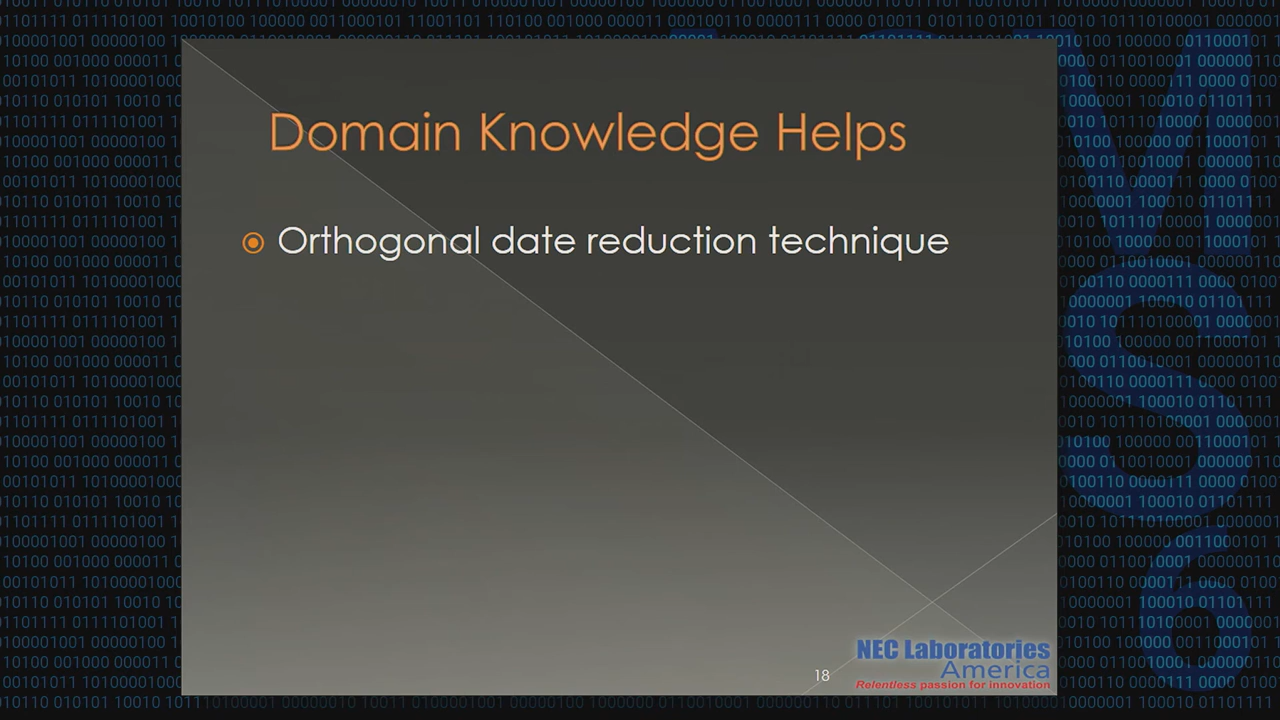 Domain Knowledge Helps
Orthogonal date reduction technique
18
NEC Laboratories
America
Relentless passion for innovation